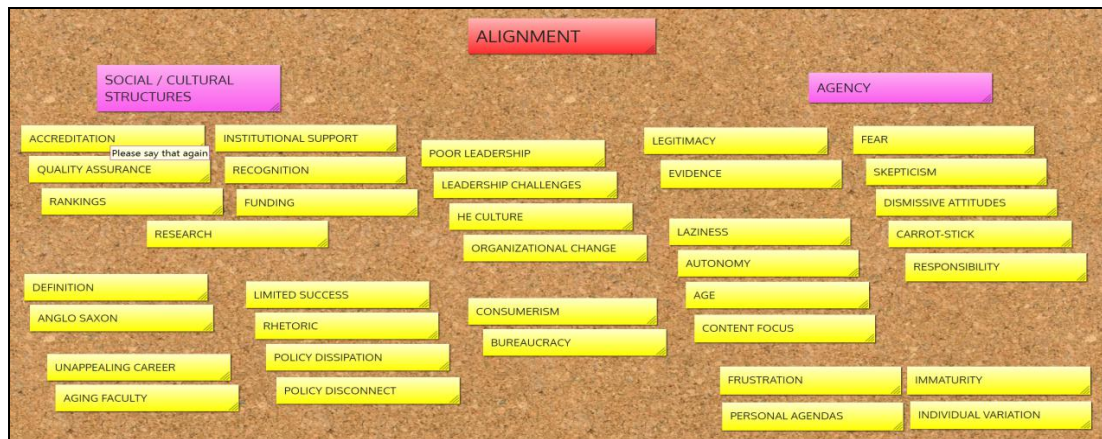 ALIGNMENT
SOCIAL / CULTURAL
STRUCTURES
AGENCY
ACCREDITATION
Please say that again
QUALITY ASSURANCE
RANKINGS
RESEARCH
INSTITUTIONAL SUPPORT
RECOGNITION
FUNDING
POOR LEADERSHIP
LEADERSHIP CHALLENGES
HE CULTURE
ORGANIZATIONAL CHANGE
LEGITIMACY
EVIDENCE
FEAR
SKEPTICISM
DISMISSIVE ATTITUDES
CARROT-STICK
RESPONSIBILITY
LAZINESS
AUTONOMY
AGE
CONTENT FOCUS
DEFINITION
ANGLO SAXON
UNAPPEALING CAREER
AGING FACULTY
LIMITED SUCCESS
RHETORIC
POLICY DISSIPATION
POLICY DISCONNECT
CONSUMERISM
BUREAUCRACY
FRUSTRATION
PERSONAL AGENDAS
IMMATURITY
INDIVIDUAL VARIATION